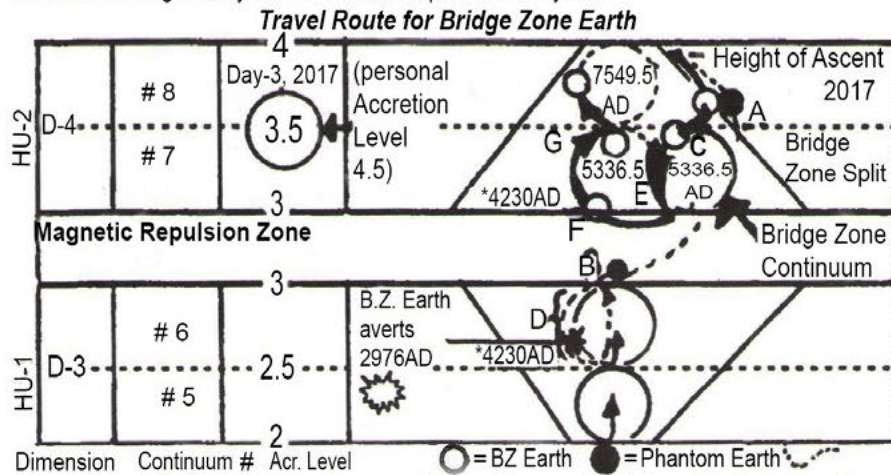 Travel Route for Bridge Zone Earth
HU-2
D-4
# 8
# 7
4
Day-3, 2017
3.5
3
(personal
Accretion
Level
4.5)
7549.5
AD
Height of Ascent
2017
A
G
C
Bridge
Zone Split
5336.5
5336.5
AD
E
*4230AD
F
Magnetic Repulsion Zone
Bridge Zone
Continuum
B
HU-1
D-3
# 6
# 5
3
2.5
2
B.Z. Earth
averts
2976AD
D
*4230AD
Dimension Continuum # Acr. Level = BZ Earth = Phantom Earth